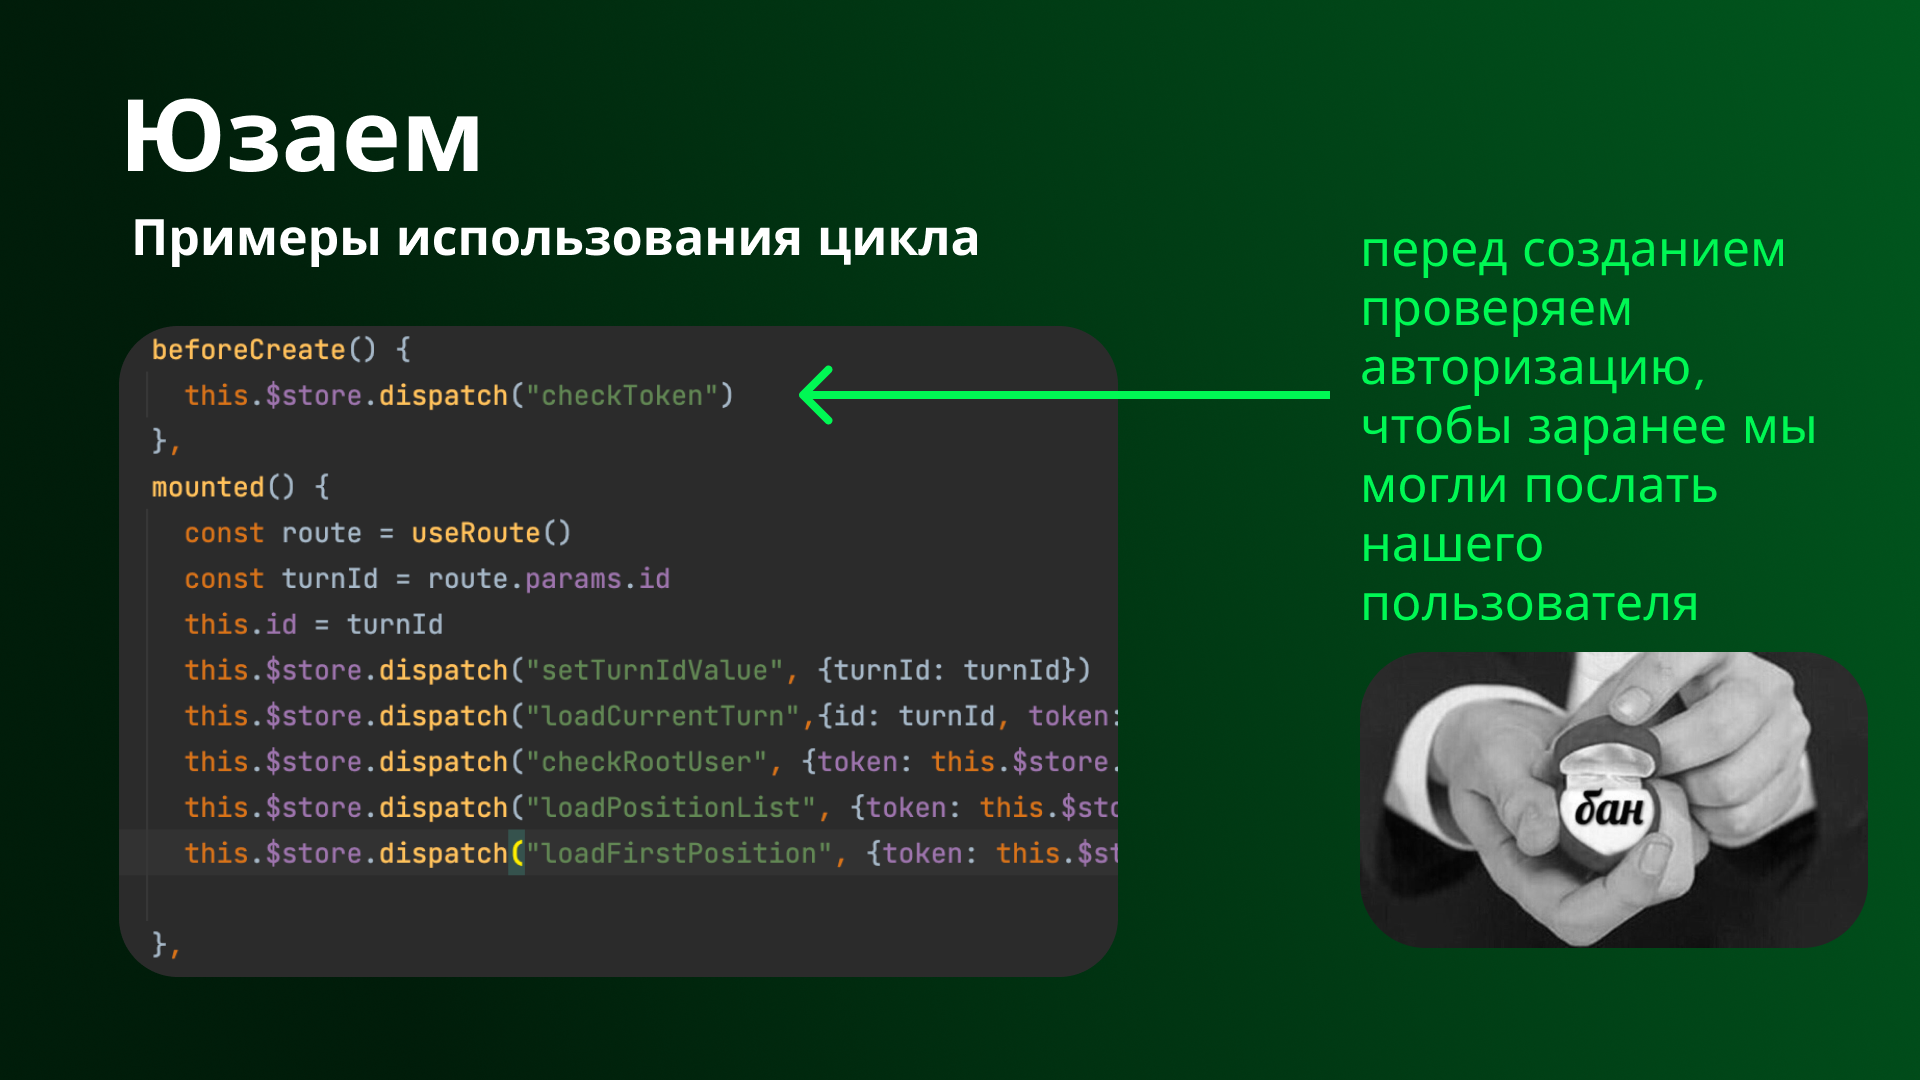 Юзаем
Примеры использования цикла
beforeCreate() {
this.$store.dispatch("checkToken")
},
mounted() {
const route = useRoute()
const turnId = route.params.id
this.id = turnId
this.$store.dispatch("setTurnIdValue", {turnId: turnId})
this.$store.dispatch("loadCurrentTurn",{id: turnId, token:
this.$store.dispatch("checkRootUser", {token: this.$store.
this.$store.dispatch("loadPositionList", {token: this.$sto
this.$store.dispatch("loadFirstPosition", {token: this.$st
},
перед созданием
проверяем
авторизацию,
чтобы заранее мы
могли послать
нашего
пользователя
бан